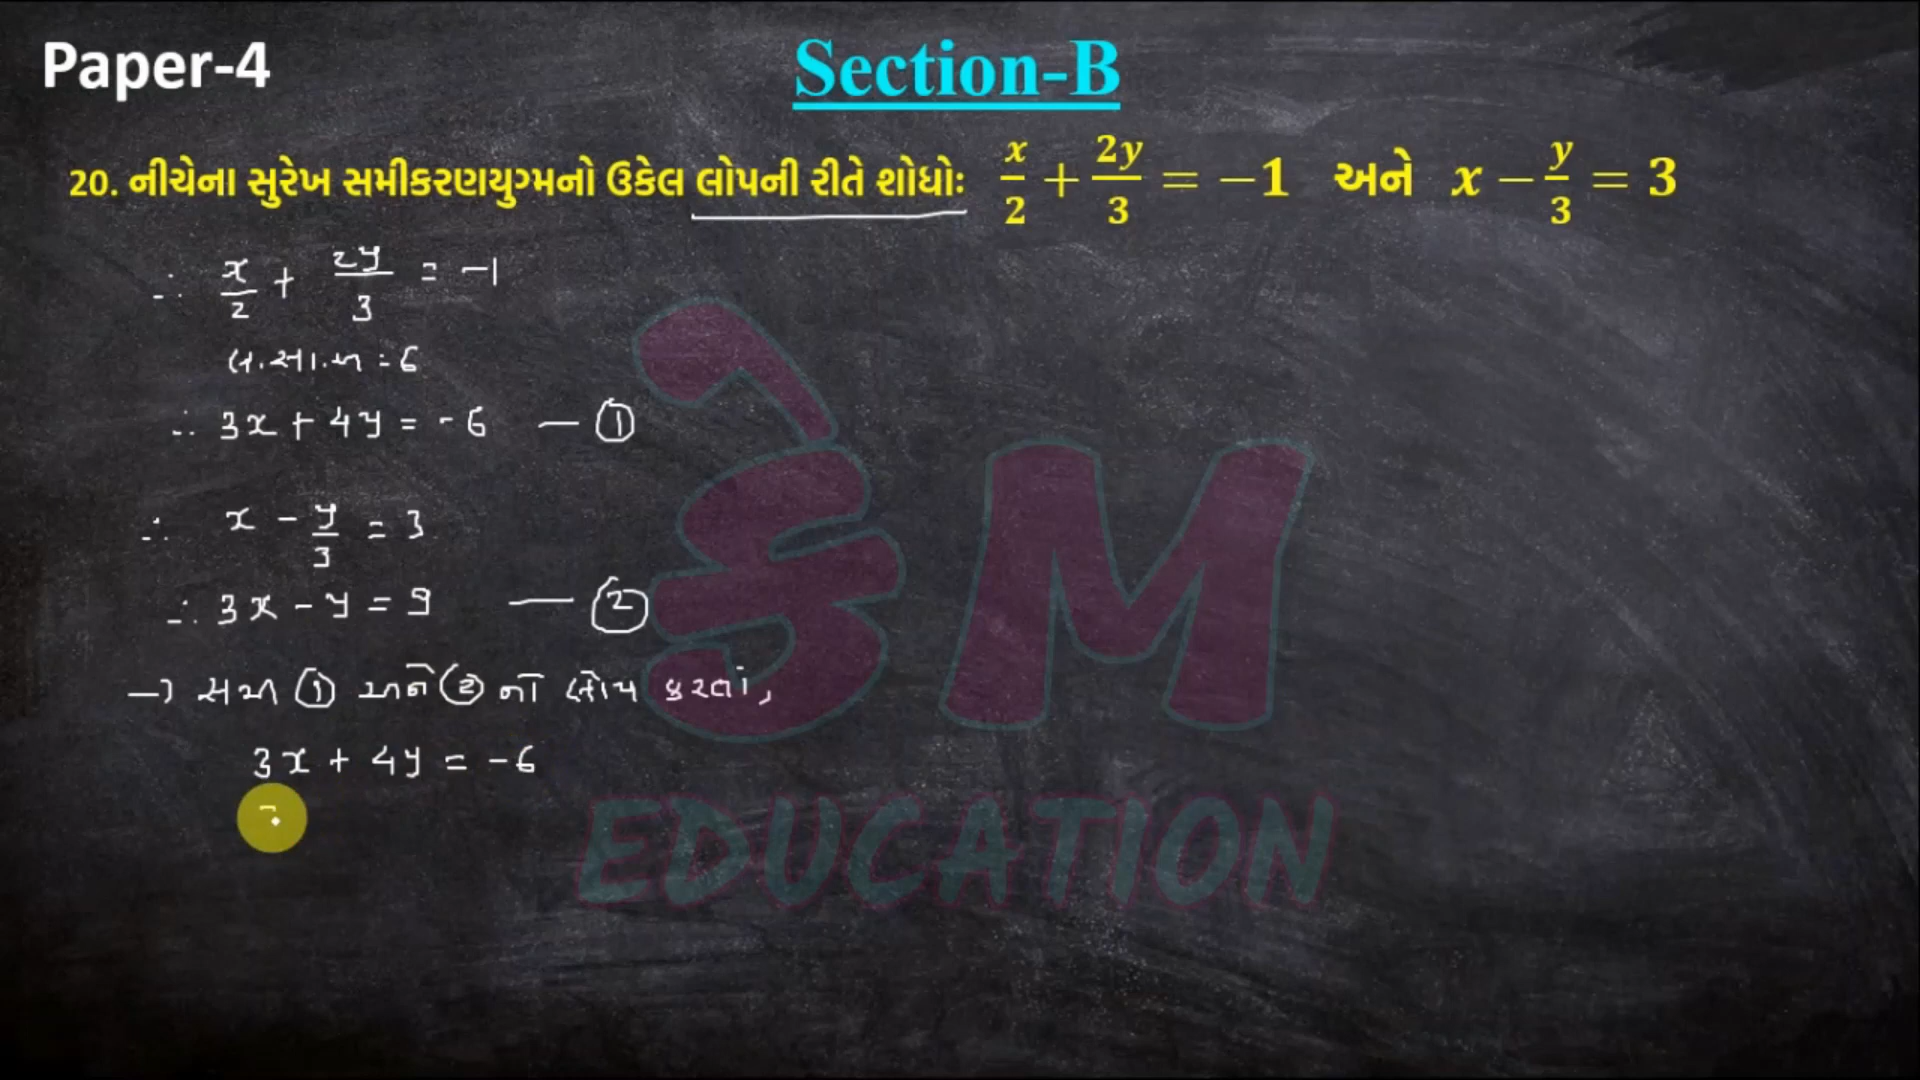 Paper-4
Section-B
20. નીચેના સુરેખ સમીકરણયુગ્મનો ઉકેલ લોપની રીતે શોધોઃ x/2 + 2y/3 = −1 અને x − y/3 = 3
∴ x/2 + 2y/3 = -1
લ.સા.અ = 6
∴ 3x + 4y = -6 — ①
∴ x - y/3 = 3
∴ 3x - y = 9 — ②
→ સમી ① અને ② નો લોપ કરતાં,
3x + 4y = -6
કેM
EDUCATION